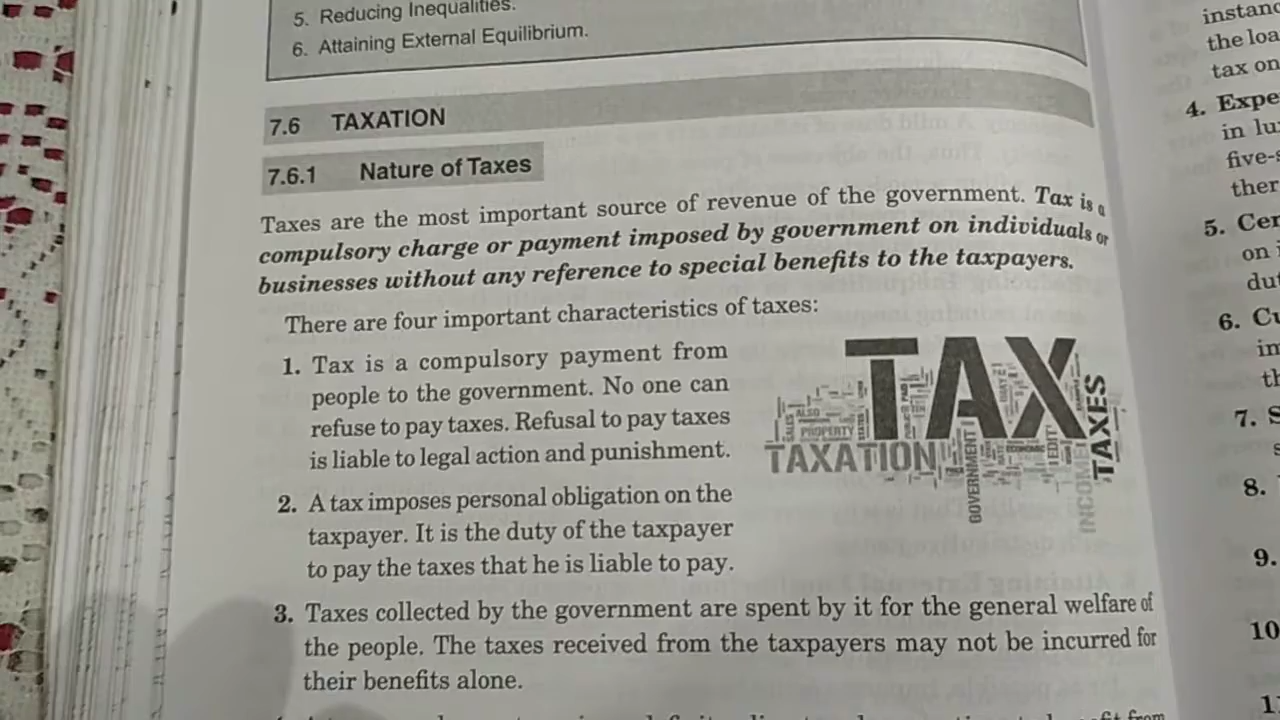 5. Reducing Inequalities.
6. Attaining External Equilibrium.
7.6 TAXATION
7.6.1 Nature of Taxes
Taxes are the most important source of revenue of the government. Tax is a
compulsory charge or payment imposed by government on individuals or
businesses without any reference to special benefits to the taxpayers.
There are four important characteristics of taxes:
1. Tax is a compulsory payment from
people to the government. No one can
refuse to pay taxes. Refusal to pay taxes
is liable to legal action and punishment.
2. A tax imposes personal obligation on the
taxpayer. It is the duty of the taxpayer
to pay the taxes that he is liable to pay.
TAX
SALES ALSO
PROPERTY
STATES
TAXATION
GOVERNMENT
ECONOMIC
EDIT
INCOME
TAXES
3. Taxes collected by the government are spent by it for the general welfare of
the people. The taxes received from the taxpayers may not be incurred for
their benefits alone.
the loa
tax on
4. Expe
in lu
five-s
ther
5. Cer
on
du
6. Cu
im
th
7. S
8.
9.
10